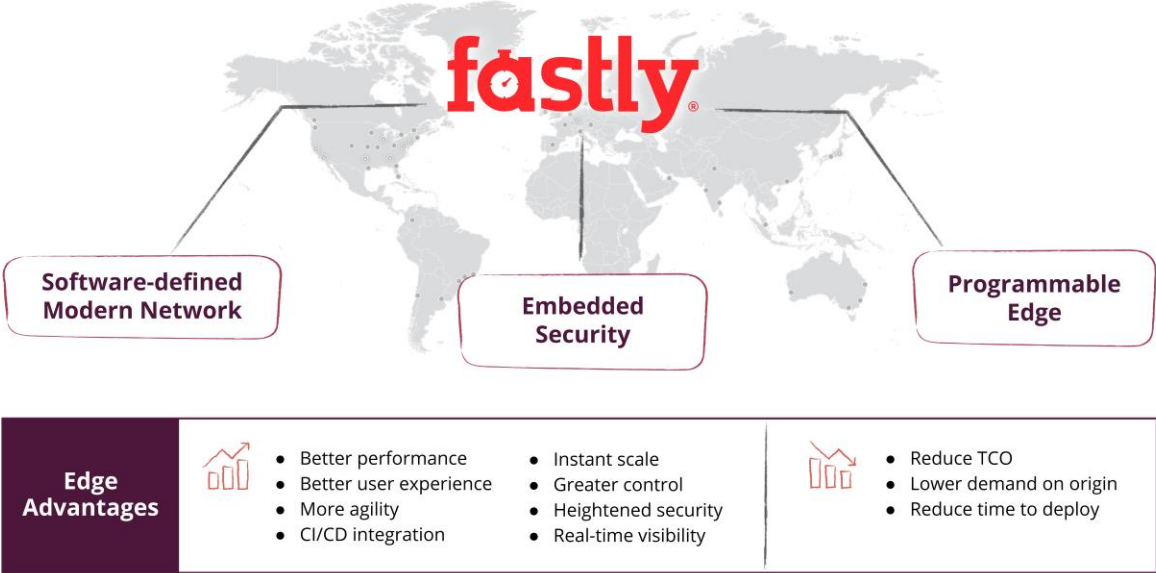 fastly®
Software-defined
Modern Network
Embedded
Security
Programmable
Edge
Edge
Advantages
• Better performance
• Better user experience
• More agility
• CI/CD integration
• Instant scale
• Greater control
• Heightened security
• Real-time visibility
• Reduce TCO
• Lower demand on origin
• Reduce time to deploy